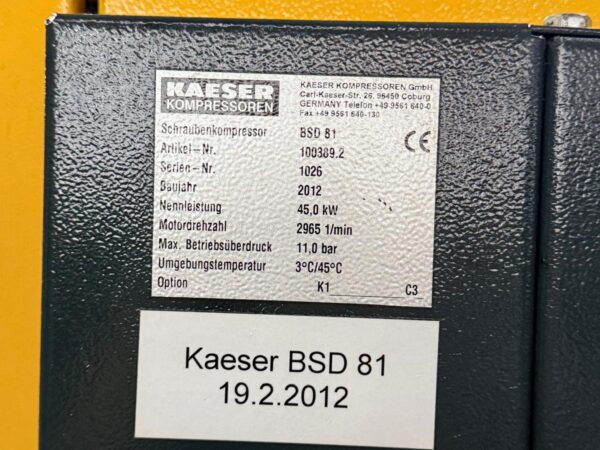 KAESER
KOMPRESSOREN
KAESER KOMPRESSOREN GmbH
Carl-Kaeser-Str. 26, 96450 Coburg
GERMANY Telefon +49 9561 640-0
Fax +49 9561 640-130
CE
Schraubenkompressor BSD 81
Artikel-Nr. 100389.2
Serien-Nr. 1026
Baujahr 2012
Nennleistung 45,0 kW
Motordrehzahl 2965 1/min
Max. Betriebsüberdruck 11,0 bar
Umgebungstemperatur 3°C/45°C
Option K1 C3
Kaeser BSD 81
19.2.2012